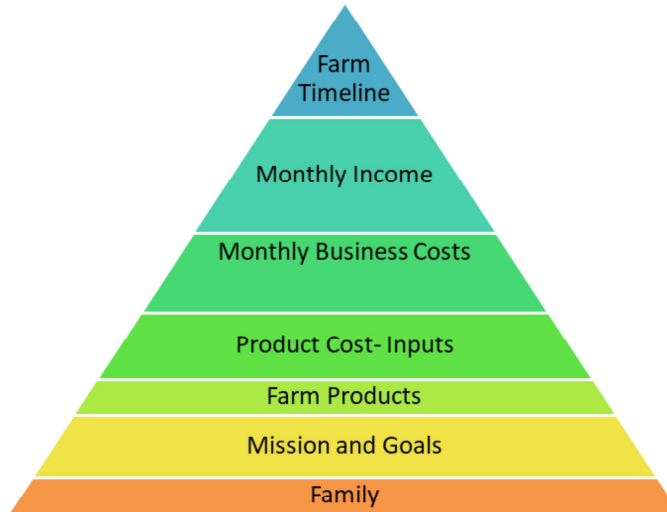 Farm
Timeline
Monthly Income
Monthly Business Costs
Product Cost- Inputs
Farm Products
Mission and Goals
Family